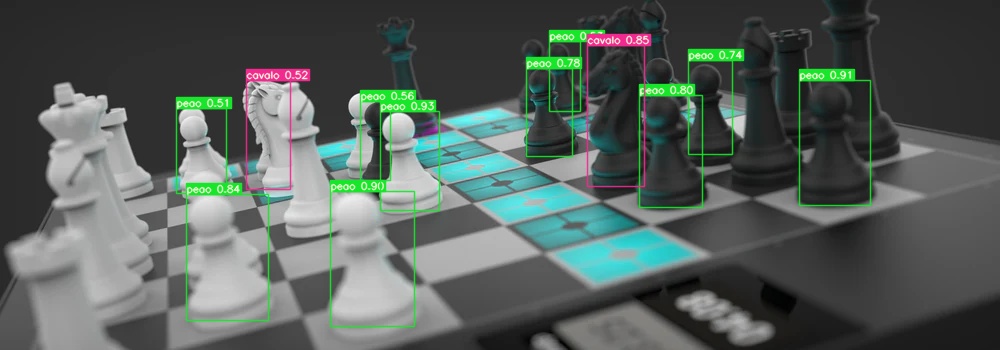 peao 0.74
cavalo 0.85
peao 0.78
cavalo 0.52
peao 0.91
peao 0.80
peao 0.56
peao 0.51
peao 0.93
peao 0.84
peao 0.90